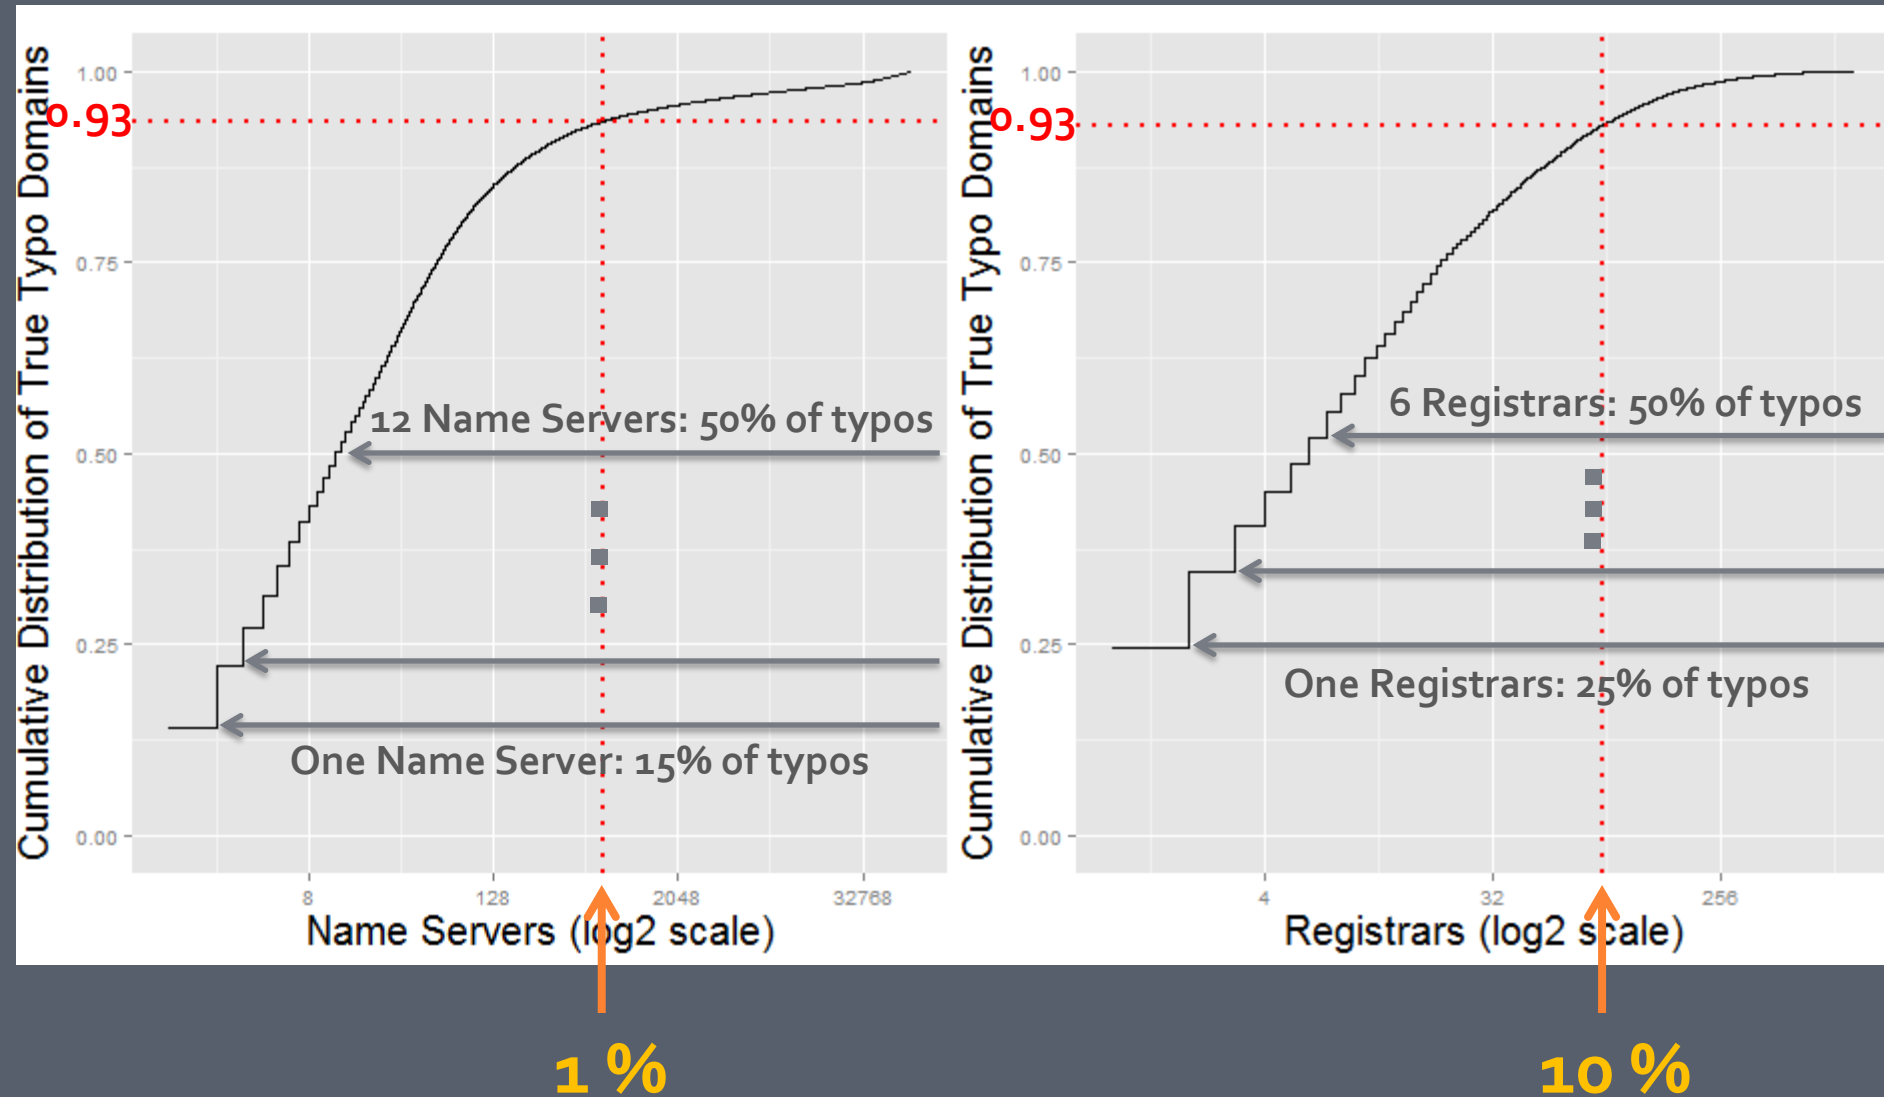 Cumulative Distribution of True Typo Domains
1.00
0.93
0.75
0.50
0.25
0.00
12 Name Servers: 50% of typos
One Name Server: 15% of typos
8 128 2048 32768
Name Servers (log2 scale)
1 %
Cumulative Distribution of True Typo Domains
1.00
0.93
0.75
0.50
0.25
0.00
6 Registrars: 50% of typos
One Registrars: 25% of typos
4 32 256
Registrars (log2 scale)
10 %